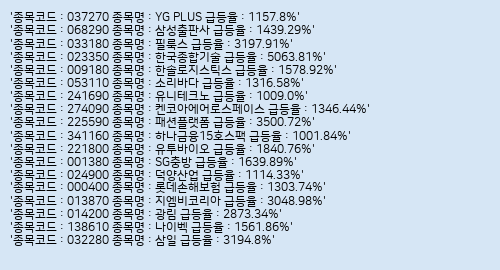 '종목코드 : 037270 종목명 : YG PLUS 급등율 : 1157.8%'
'종목코드 : 068290 종목명 : 삼성출판사 급등율 : 1439.29%'
'종목코드 : 033180 종목명 : 필룩스 급등율 : 3197.91%'
'종목코드 : 023350 종목명 : 한국종합기술 급등율 : 5063.81%'
'종목코드 : 009180 종목명 : 한솔로지스틱스 급등율 : 1578.92%'
'종목코드 : 053110 종목명 : 소리바다 급등율 : 1316.58%'
'종목코드 : 241690 종목명 : 유니테크노 급등율 : 1009.0%'
'종목코드 : 274090 종목명 : 켄코아에어로스페이스 급등율 : 1346.44%'
'종목코드 : 225590 종목명 : 패션플랫폼 급등율 : 3500.72%'
'종목코드 : 341160 종목명 : 하나금융15호스팩 급등율 : 1001.84%'
'종목코드 : 221800 종목명 : 유투바이오 급등율 : 1840.76%'
'종목코드 : 001380 종목명 : SG충방 급등율 : 1639.89%'
'종목코드 : 024900 종목명 : 덕양산업 급등율 : 1114.33%'
'종목코드 : 000400 종목명 : 롯데손해보험 급등율 : 1303.74%'
'종목코드 : 013870 종목명 : 지엠비코리아 급등율 : 3048.98%'
'종목코드 : 014200 종목명 : 광림 급등율 : 2873.34%'
'종목코드 : 138610 종목명 : 나이벡 급등율 : 1561.86%'
'종목코드 : 032280 종목명 : 삼일 급등율 : 3194.8%'